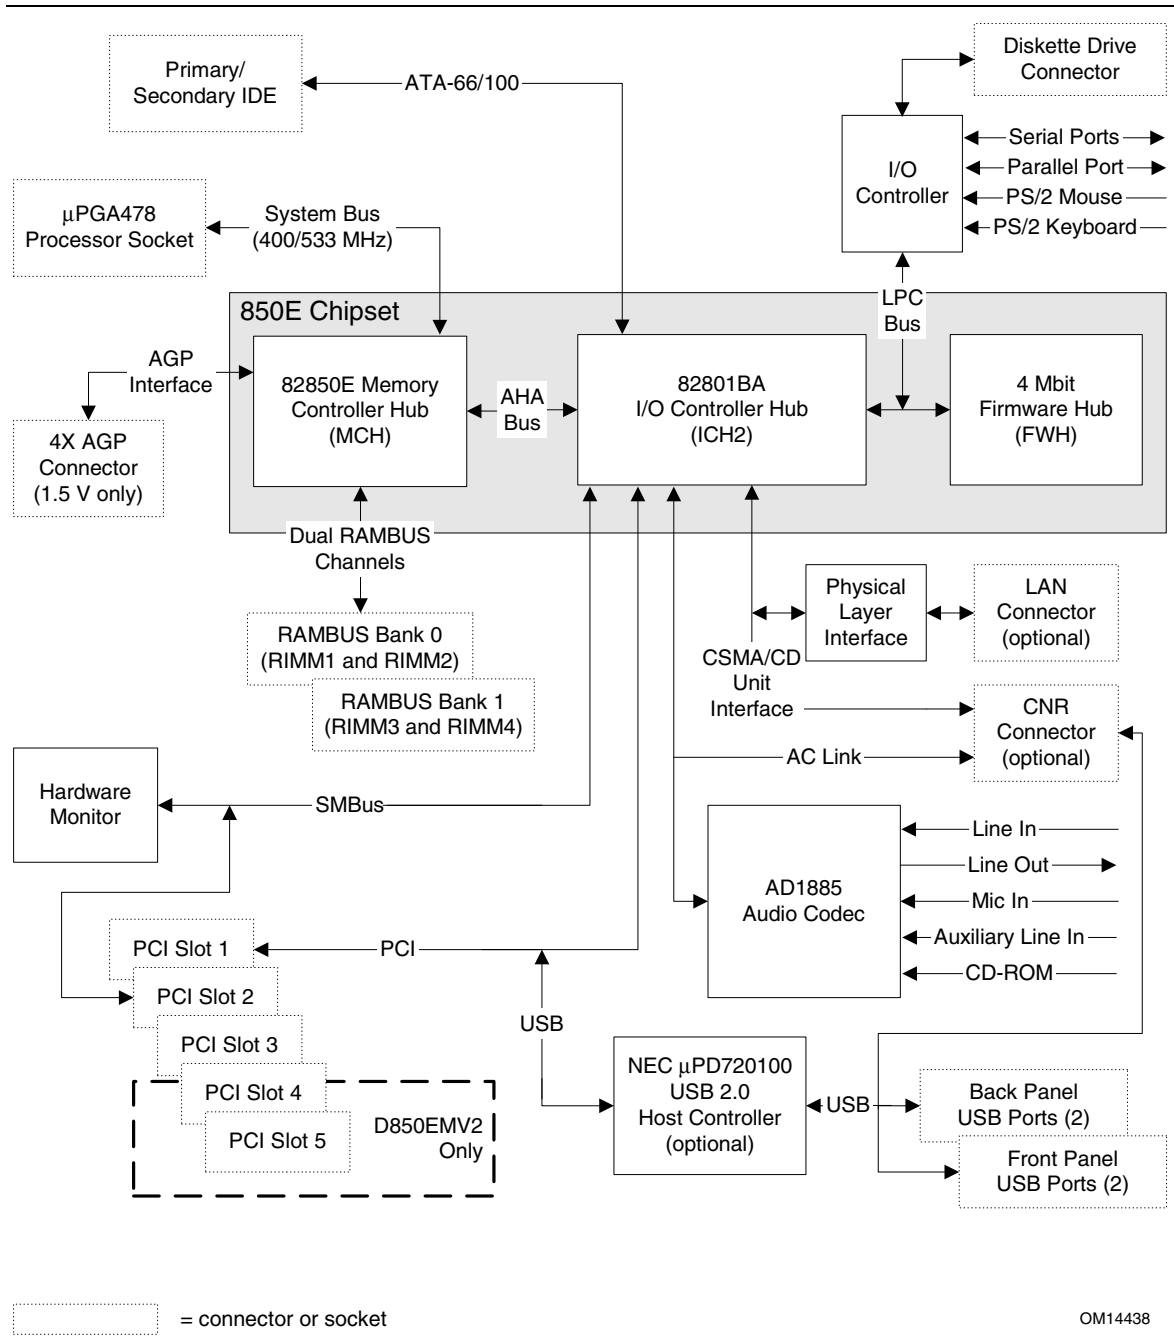 Primary/
Secondary IDE
ATA-66/100
Diskette Drive
Connector
I/O
Controller
Serial Ports
Parallel Port
PS/2 Mouse
PS/2 Keyboard
µPGA478
Processor Socket
System Bus
(400/533 MHz)
LPC
Bus
850E Chipset
AGP
Interface
82850E Memory
Controller Hub
(MCH)
AHA
Bus
82801BA
I/O Controller Hub
(ICH2)
4 Mbit
Firmware Hub
(FWH)
4X AGP
Connector
(1.5 V only)
Dual RAMBUS
Channels
Physical
Layer
Interface
LAN
Connector
(optional)
RAMBUS Bank 0
(RIMM1 and RIMM2)
RAMBUS Bank 1
(RIMM3 and RIMM4)
CSMA/CD
Unit
Interface
CNR
Connector
(optional)
AC Link
Hardware
Monitor
SMBus
AD1885
Audio Codec
Line In
Line Out
Mic In
Auxiliary Line In
CD-ROM
PCI Slot 1
PCI
PCI Slot 2
PCI Slot 3
PCI Slot 4
PCI Slot 5
D850EMV2
Only
USB
NEC µPD720100
USB 2.0
Host Controller
(optional)
USB
Back Panel
USB Ports (2)
Front Panel
USB Ports (2)
= connector or socket
OM14438